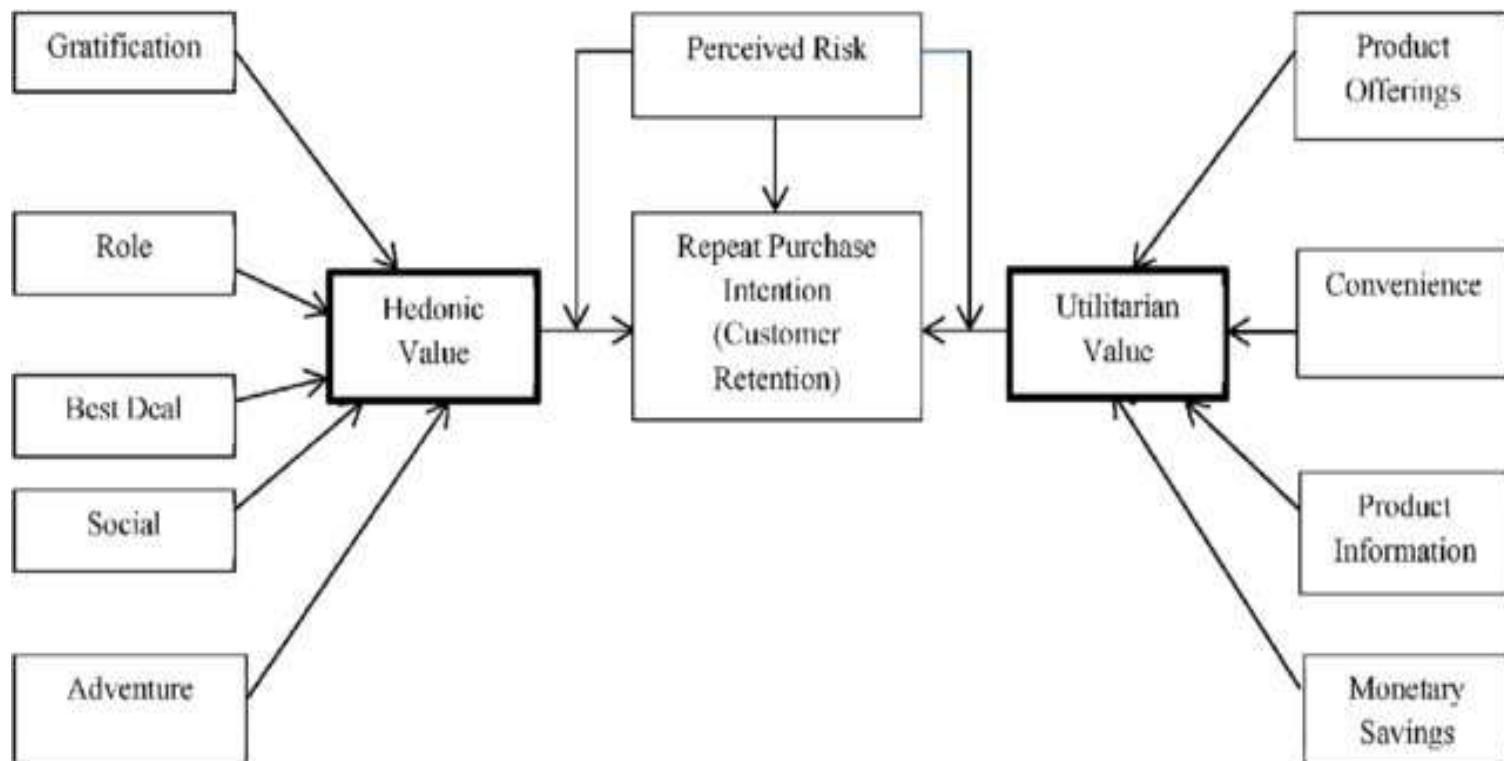 Gratification
Perceived Risk
Product
Offerings
Role
Repeat Purchase
Intention
(Customer
Retention)
Hedonic
Value
Utilitarian
Value
Convenience
Best Deal
Social
Product
Information
Adventure
Monetary
Savings